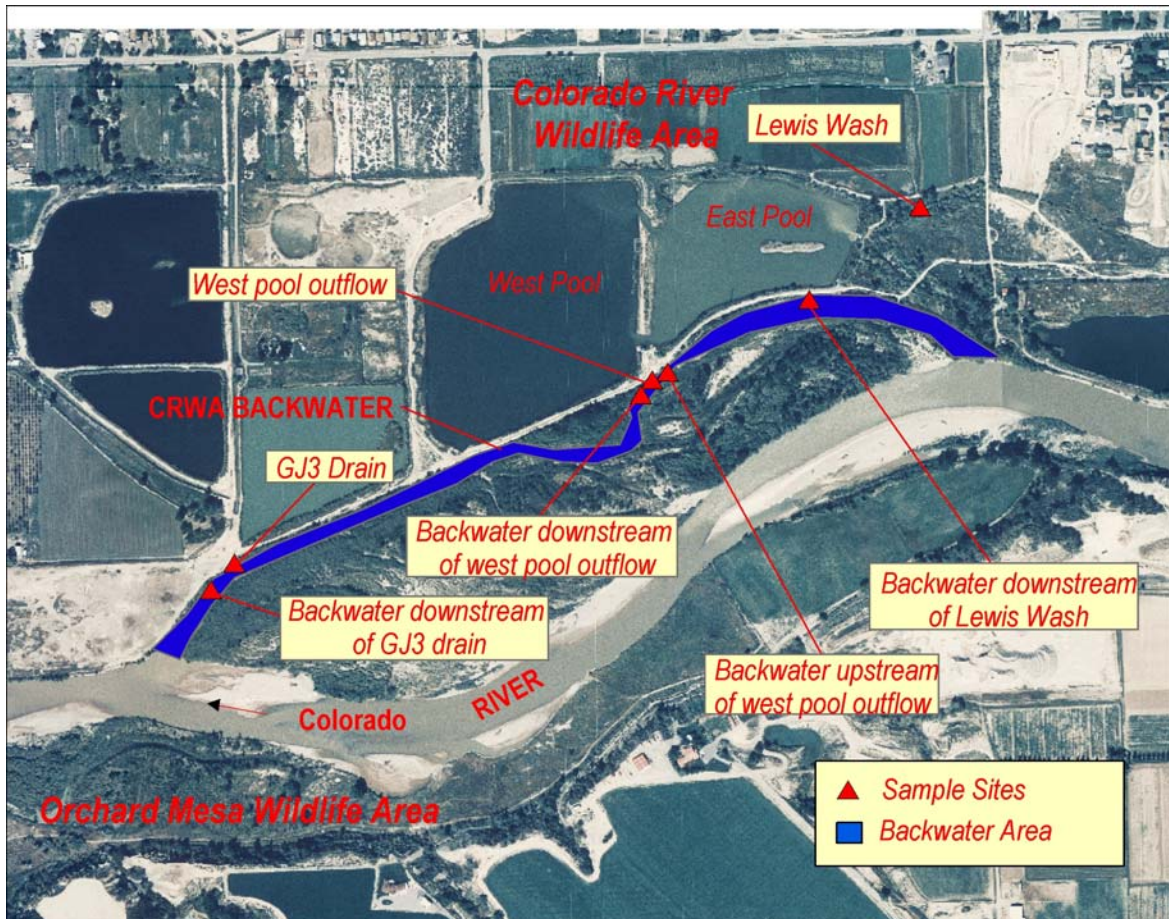 Colorado River
Wildlife Area
Lewis Wash
East Pool
West pool outflow
West Pool
CRWA BACKWATER
GJ3 Drain
Backwater downstream
of west pool outflow
Backwater downstream
of Lewis Wash
Backwater downstream
of GJ3 drain
Backwater upstream
of west pool outflow
RIVER
Colorado
Orchard Mesa Wildlife Area
Sample Sites
Backwater Area